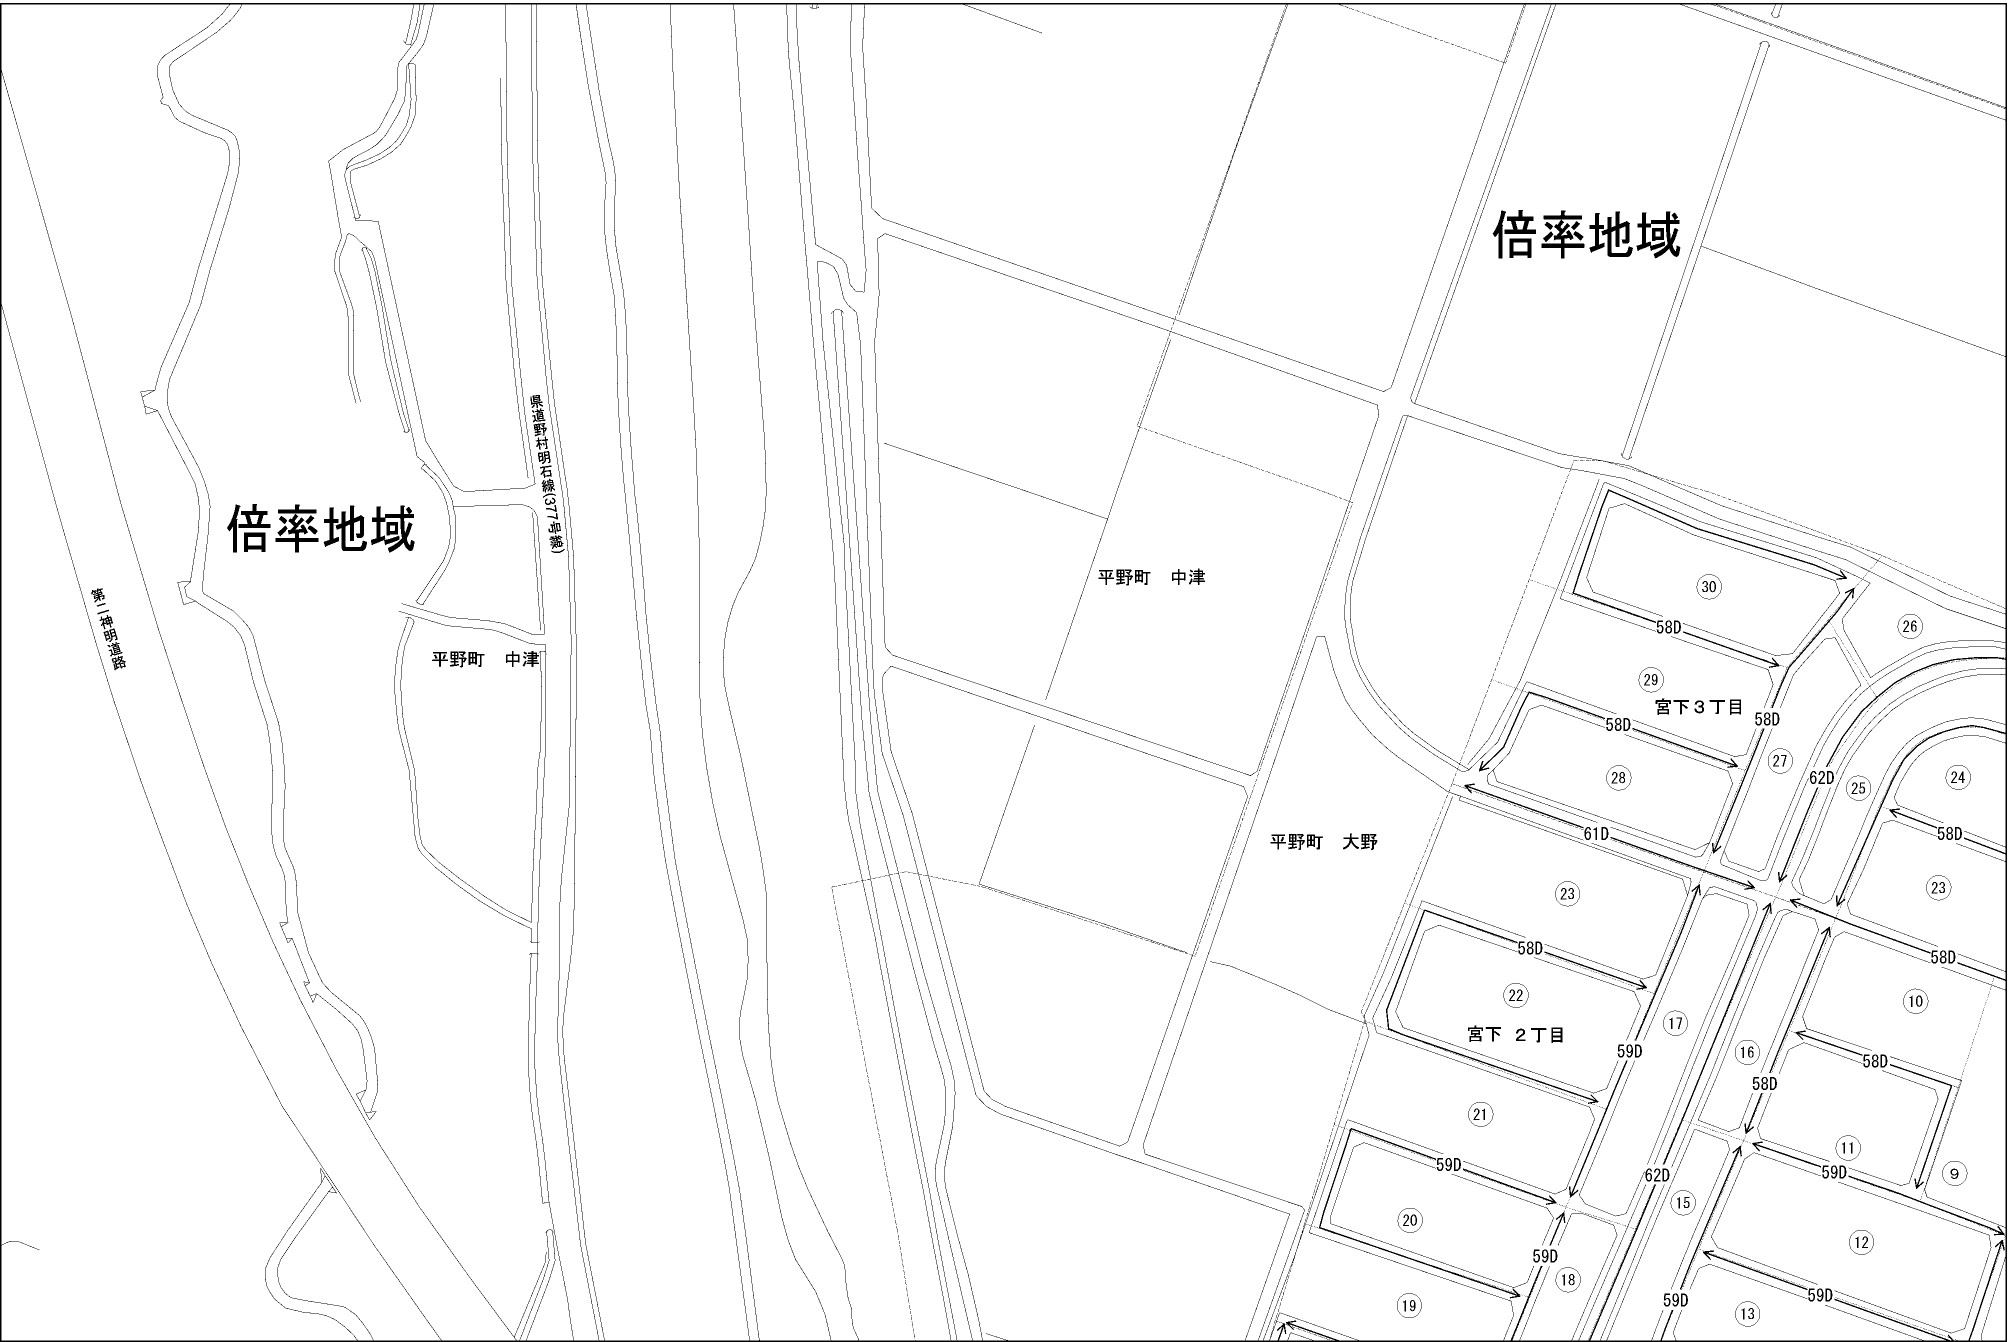 倍率地域
県道野村明石線(377号線)
倍率地域
第二神明道路
平野町　中津
平野町　中津
30
58D
26
29
宮下3丁目
58D
58D
28
27
62D
25
24
61D
58D
平野町　大野
23
23
58D
58D
22
10
17
宮下　2丁目
59D
16
58D
58D
21
11
59D
59D
62D
9
15
20
12
59D
18
59D
59D
19
13